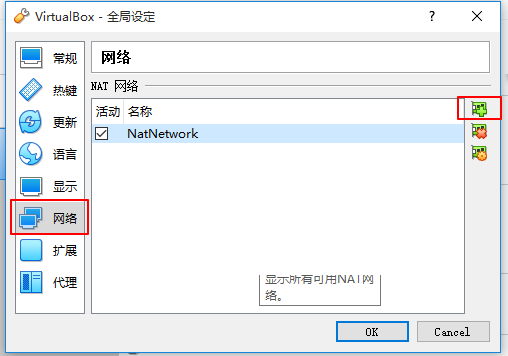 VirtualBox - 全局设定
常规
热键
更新
语言
显示
网络
扩展
代理
网络
NAT 网络
活动 名称
NatNetwork
显示所有可用NAT网
络。
OK Cancel